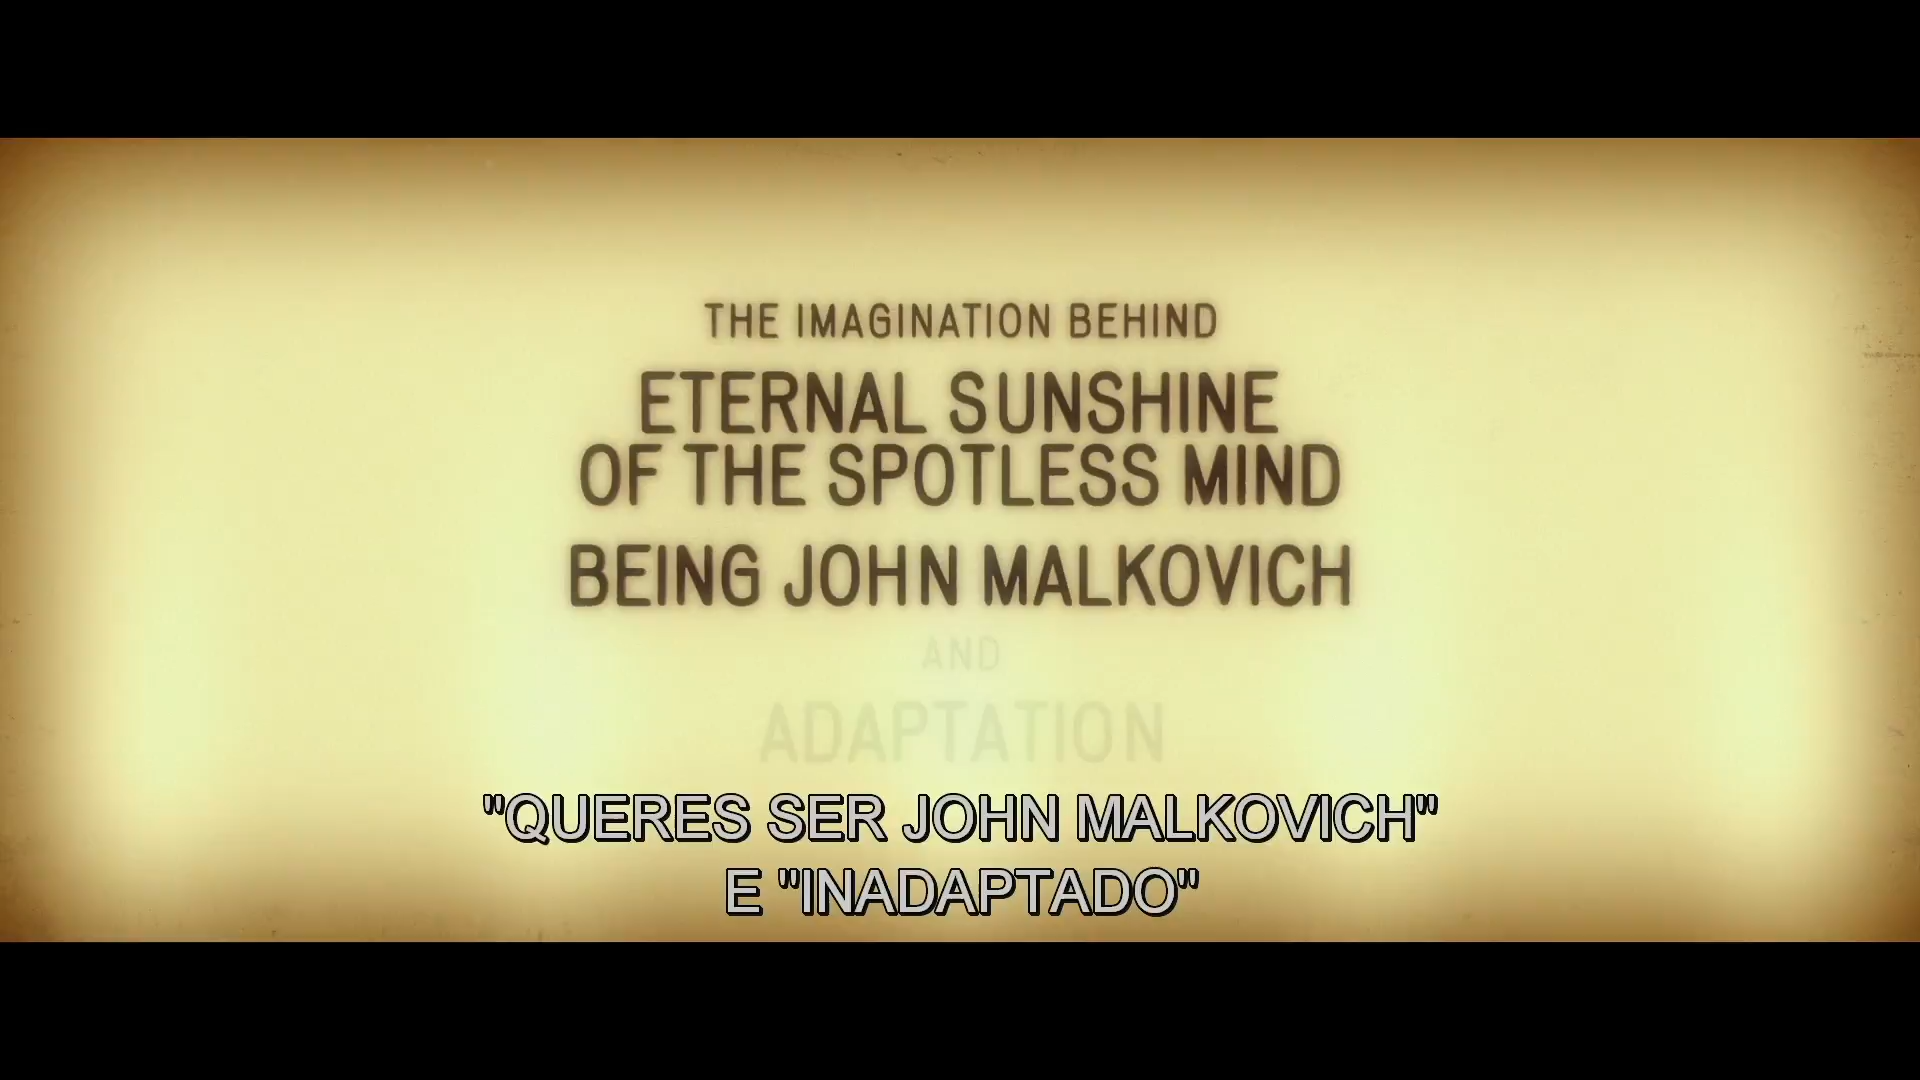 THE IMAGINATION BEHIND
ETERNAL SUNSHINE
OF THE SPOTLESS MIND
BEING JOHN MALKOVICH
AND
ADAPTATION
"QUERES SER JOHN MALKOVICH"
E "INADAPTADO"